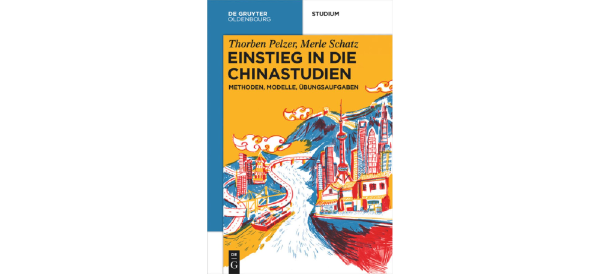 DE GRUYTER
OLDENBOURG
STUDIUM
Thorben Pelzer, Merle Schatz
EINSTIEG IN DIE
CHINASTUDIEN
METHODEN, MODELLE, ÜBUNGSAUFGABEN
DE
G